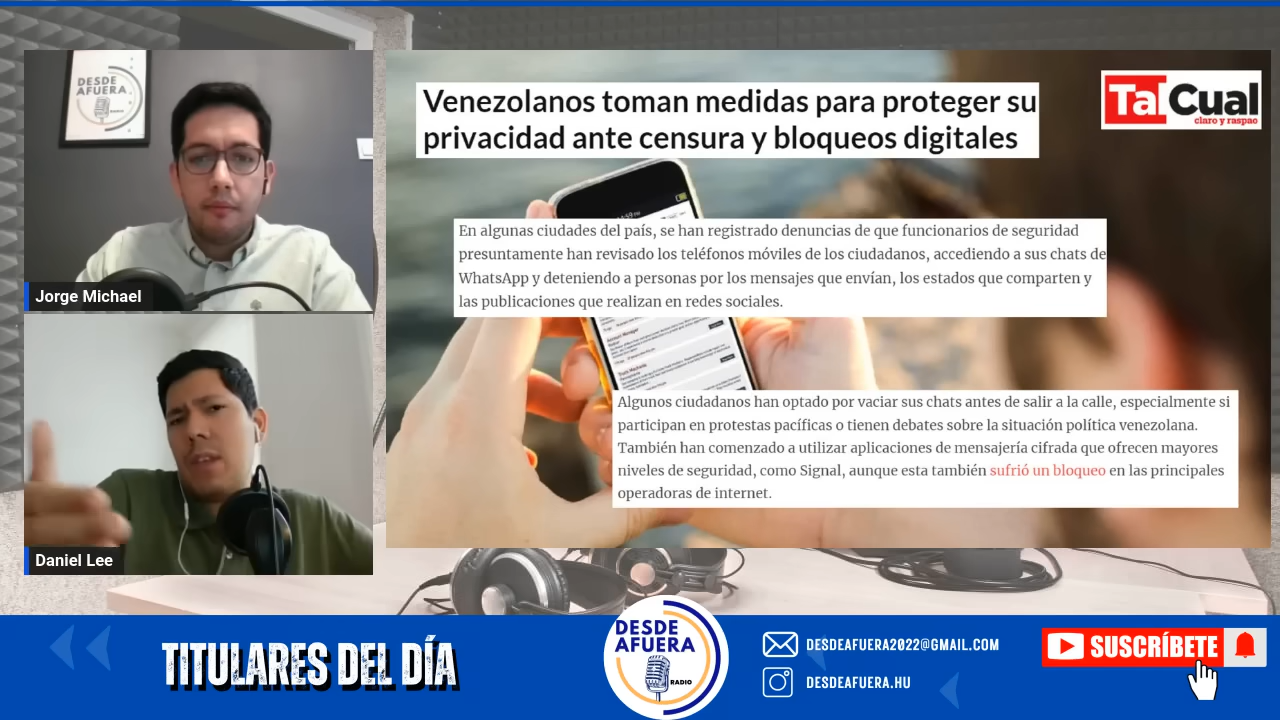 DESDE
AFUERA
RADIO
Jorge Michael
Daniel Lee
Venezolanos toman medidas para proteger su
privacidad ante censura y bloqueos digitales
TalCual
claro y raspao
En algunas ciudades del país, se han registrado denuncias de que funcionarios de seguridad
presuntamente han revisado los teléfonos móviles de los ciudadanos, accediendo a sus chats de
WhatsApp y deteniendo a personas por los mensajes que envían, los estados que comparten y
las publicaciones que realizan en redes sociales.
Algunos ciudadanos han optado por vaciar sus chats antes de salir a la calle, especialmente si
participan en protestas pacíficas o tienen debates sobre la situación política venezolana.
También han comenzado a utilizar aplicaciones de mensajería cifrada que ofrecen mayores
niveles de seguridad, como Signal, aunque esta también sufrió un bloqueo en las principales
operadoras de internet.
TITULARES DEL DÍA
DESDE
AFUERA
RADIO
DESDEAFUERA2022@GMAIL.COM
DESDEAFUERA.HU
SUSCRÍBETE